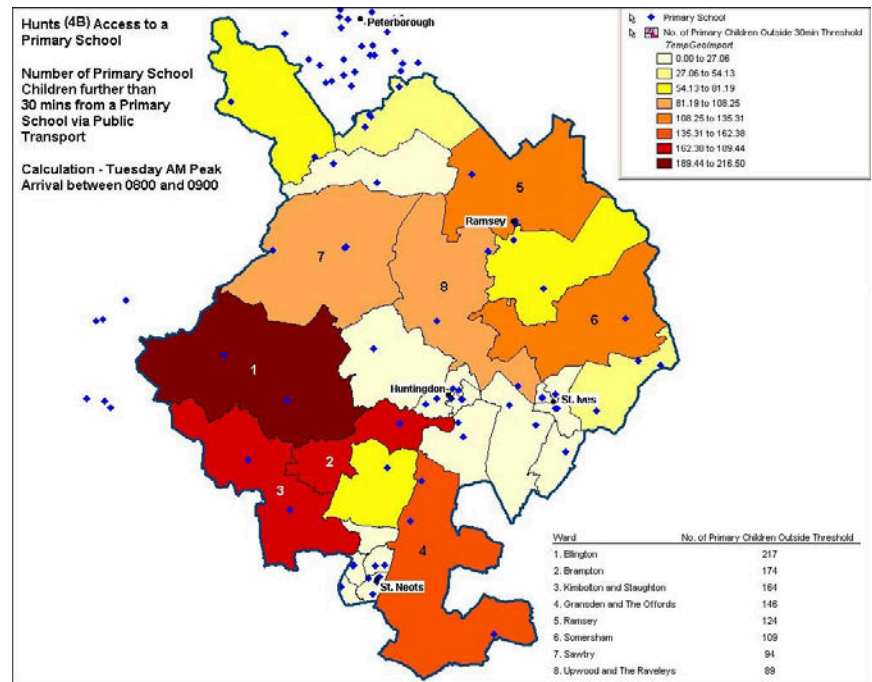 Hunts (4B) Access to a
Primary School
Number of Primary School
Children further than
30 mins from a Primary
School via Public
Transport
Calculation - Tuesday AM Peak
Arrival between 0800 and 0900
Peterborough
Primary School
No. of Primary Children Outside 30min Threshold
TempGeoImport
0.00 to 27.06
27.06 to 54.13
54.13 to 81.19
81.19 to 108.25
108.25 to 135.31
135.31 to 162.38
162.38 to 189.44
189.44 to 216.50
5
Ramsey
7
8
6
1
Huntingdon
St. Ives
2
3
4
St. Neots
Ward No. of Primary Children Outside Threshold
1. Ellington 217
2. Brampton 174
3. Kimbolton and Staughton 164
4. Gransden and The Offords 146
5. Ramsey 124
6. Somersham 109
7. Sawtry 94
8. Upwood and The Raveleys 89